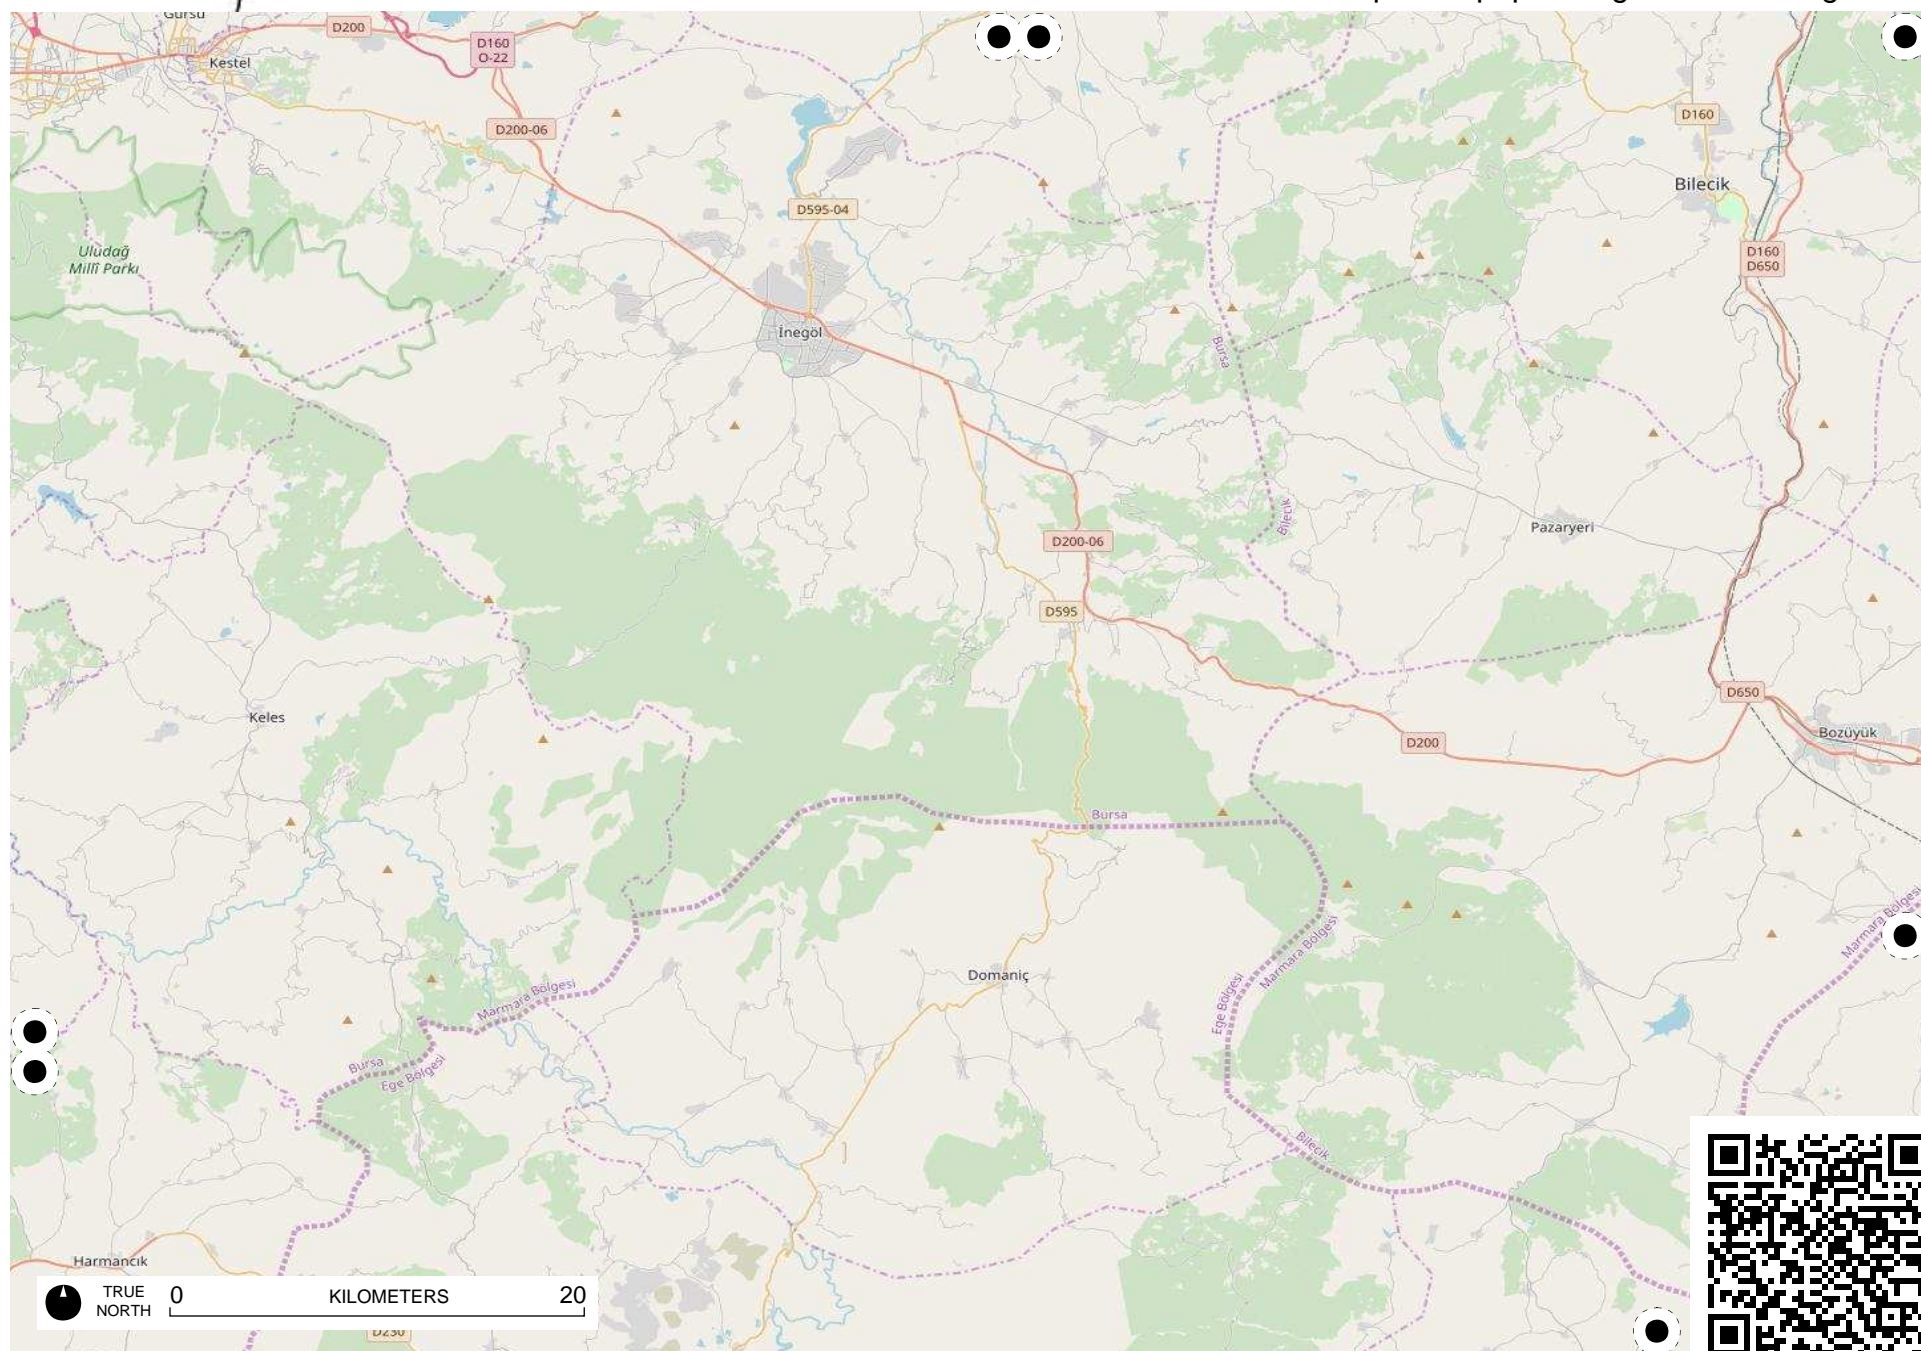 Gürsu
D200
D160
O-22
Kestel
D200-06
D160
Bilecik
D595-04
Uludağ
Millî Parkı
D160
D650
İnegöl
Bursa
Bilecik
Pazaryeri
D200-06
D595
Keles
D650
D200
Bozüyük
Bursa
Marmara Bölgesi
Marmara Bölgesi
Ege Bölgesi
Domaniç
Marmara Bölgesi
Bursa
Ege Bölgesi
Bilecik
Harmancık
TRUE
NORTH
0
KILOMETERS
20
D230